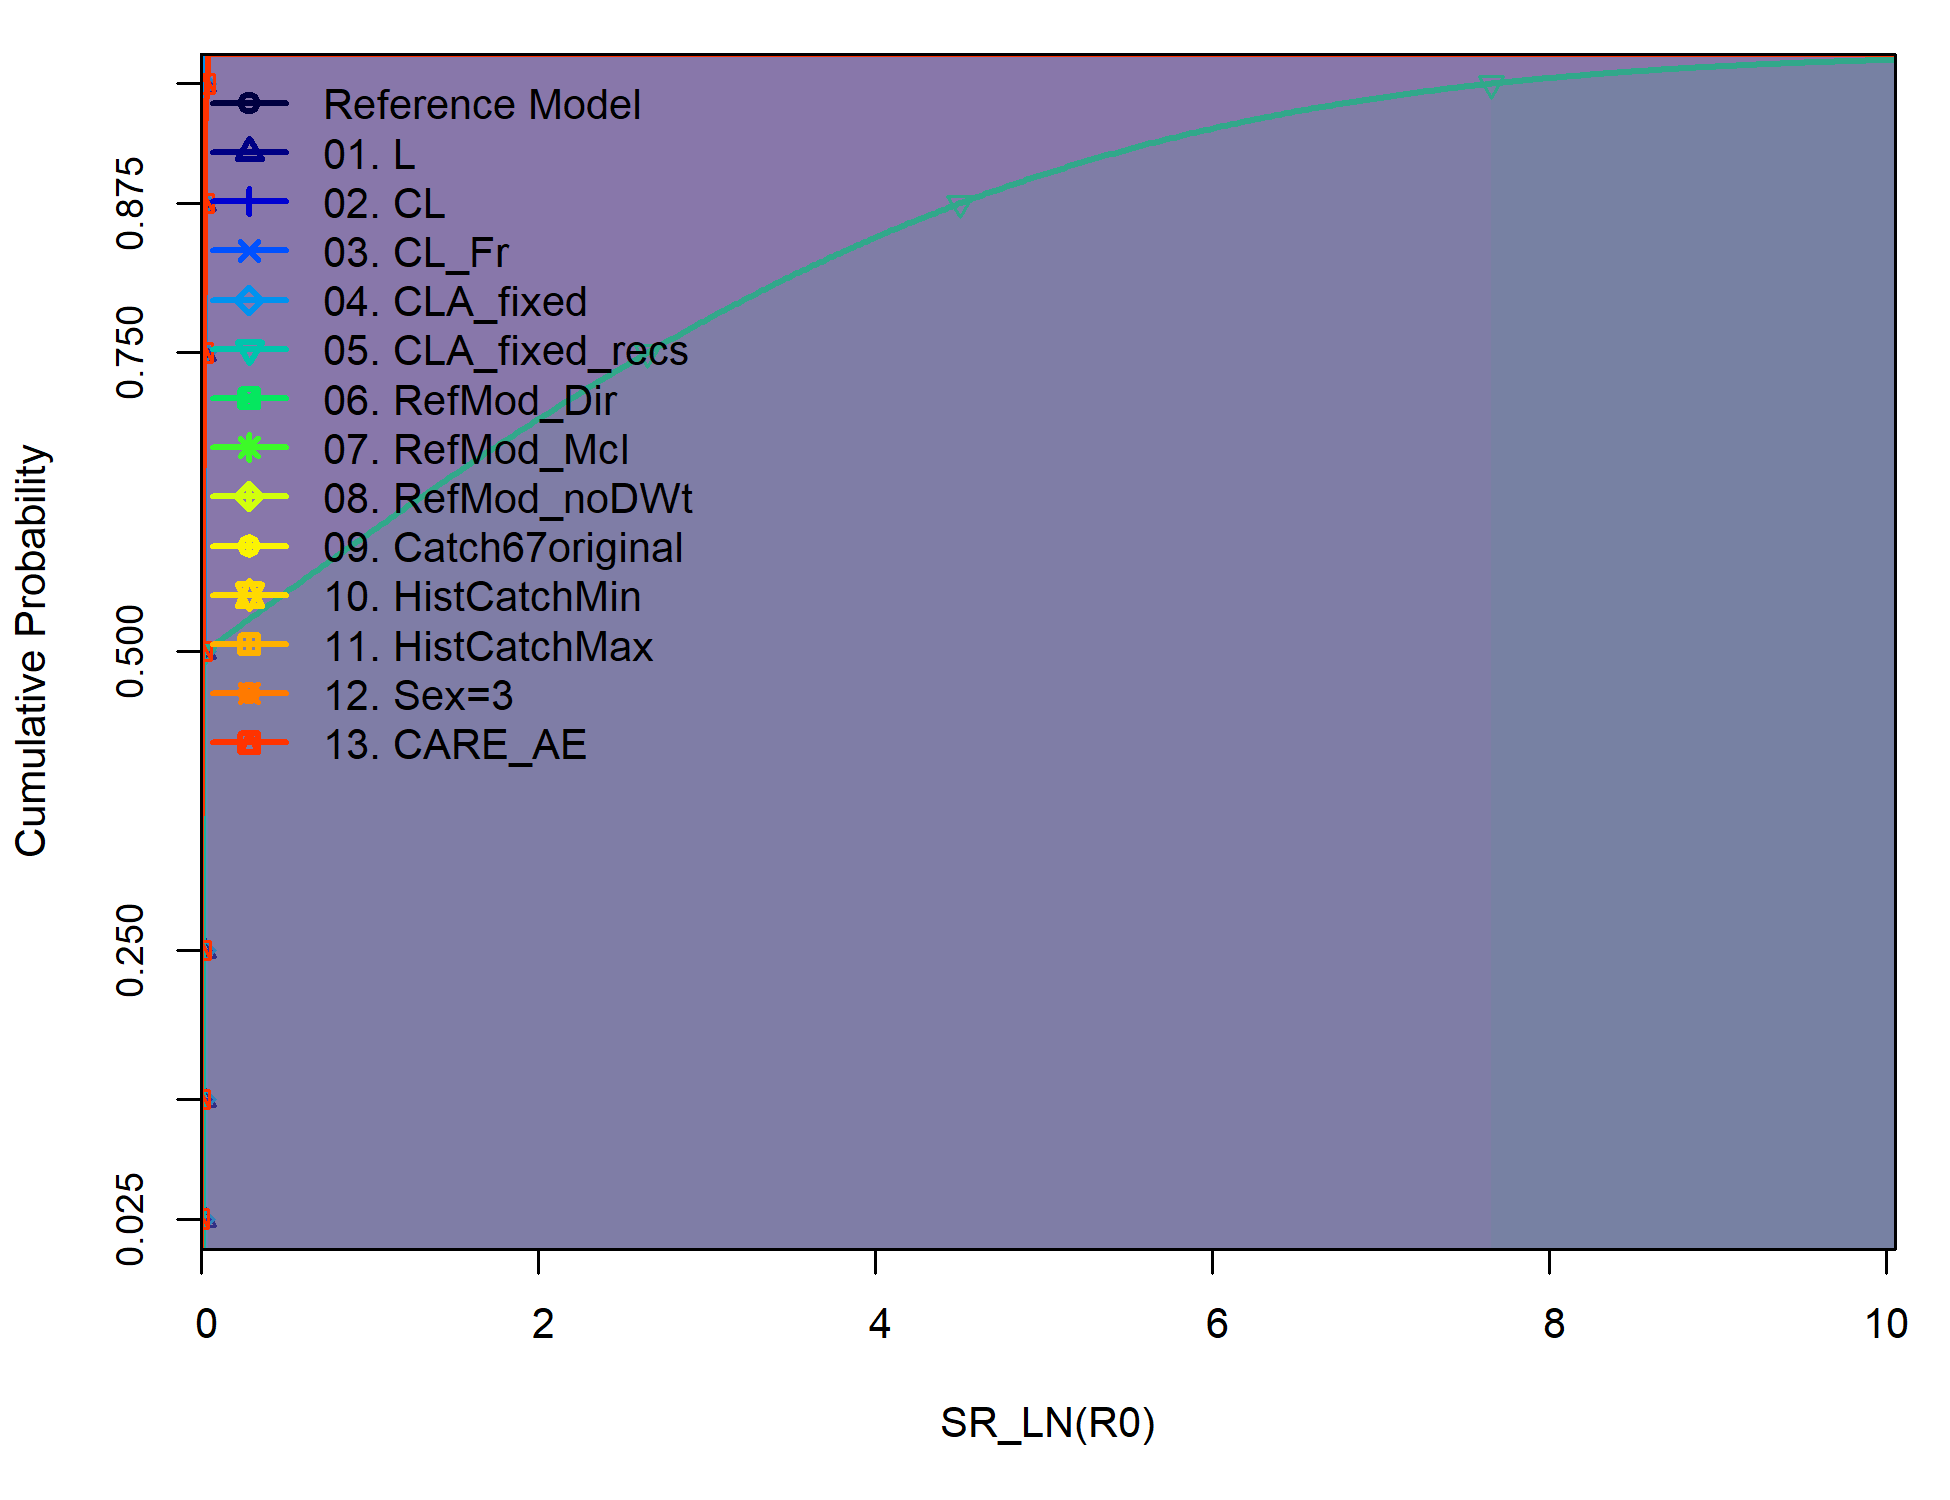 Reference Model
01. L
02. CL
03. CL_Fr
04. CLA_fixed
05. CLA_fixed_recs
06. RefMod_Dir
07. RefMod_McI
08. RefMod_noDWt
09. Catch67original
10. HistCatchMin
11. HistCatchMax
12. Sex=3
13. CARE_AE
Cumulative Probability
0.875
0.750
0.500
0.250
0.025
0 2 4 6 8 10
SR_LN(R0)